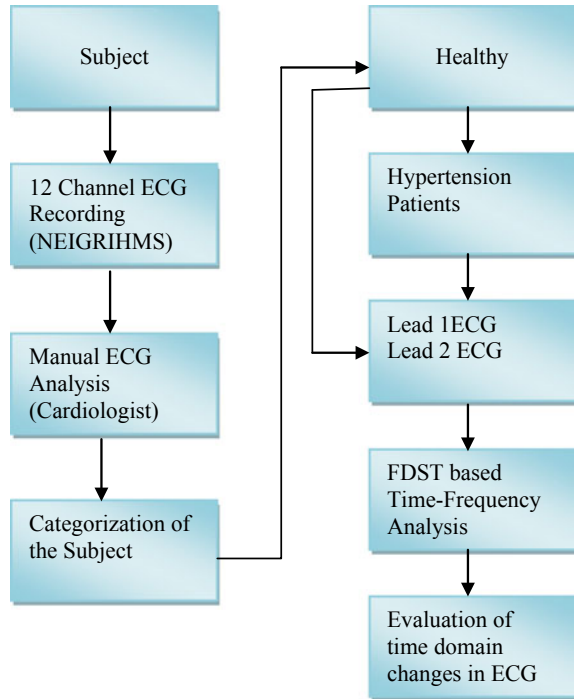 Subject
12 Channel ECG
Recording
(NEIGRIHMS)
Manual ECG
Analysis
(Cardiologist)
Categorization of
the Subject
Healthy
Hypertension
Patients
Lead 1ECG
Lead 2 ECG
FDST based
Time-Frequency
Analysis
Evaluation of
time domain
changes in ECG